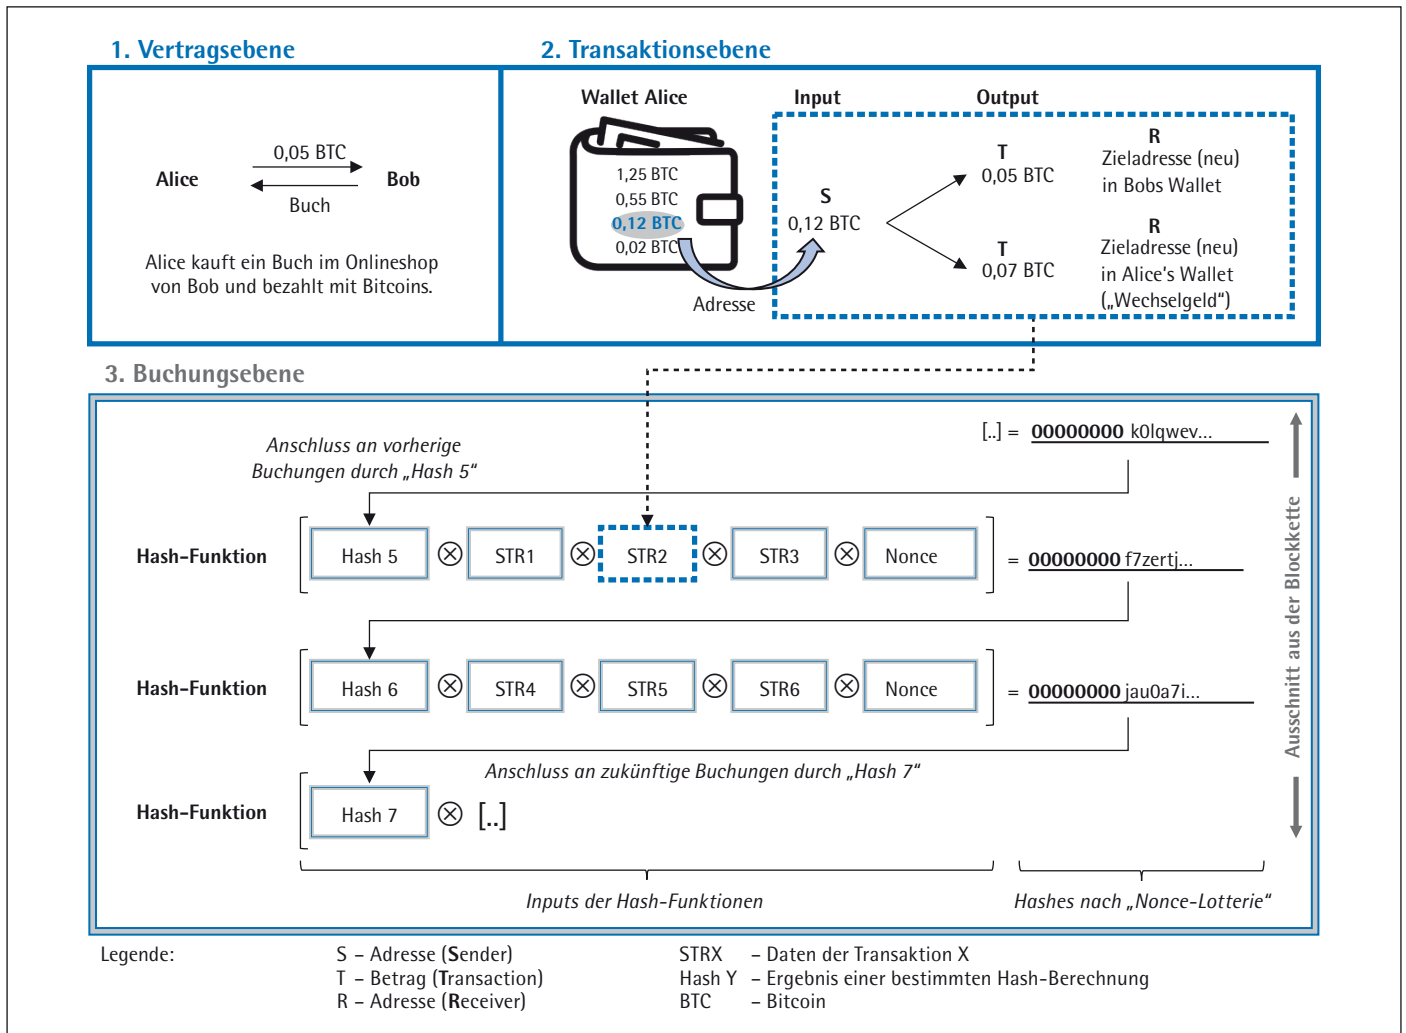 1. Vertragsebene
0,05 BTC
Alice
Bob
Buch
Alice kauft ein Buch im Onlineshop
von Bob und bezahlt mit Bitcoins.
2. Transaktionsebene
Wallet Alice
Input
Output
1,25 BTC
0,55 BTC
0,12 BTC
0,02 BTC
Adresse
S
0,12 BTC
T
0,05 BTC
R
Zieladresse (neu)
in Bobs Wallet
T
0,07 BTC
R
Zieladresse (neu)
in Alice's Wallet
(„Wechselgeld“)
3. Buchungsebene
Anschluss an vorherige
Buchungen durch „Hash 5“
[..] = 00000000 k0lqwev...
Hash-Funktion
Hash 5 ⊗ STR1 ⊗ STR2 ⊗ STR3 ⊗ Nonce
= 00000000 f7zertj...
Hash-Funktion
Hash 6 ⊗ STR4 ⊗ STR5 ⊗ STR6 ⊗ Nonce
= 00000000 jau0a7i...
Anschluss an zukünftige Buchungen durch „Hash 7“
Hash-Funktion
Hash 7 ⊗ [..]
Ausschnitt aus der Blockkette
Inputs der Hash-Funktionen
Hashes nach „Nonce-Lotterie“
Legende:
S – Adresse (Sender)
T – Betrag (Transaction)
R – Adresse (Receiver)
STRX – Daten der Transaktion X
Hash Y – Ergebnis einer bestimmten Hash-Berechnung
BTC – Bitcoin